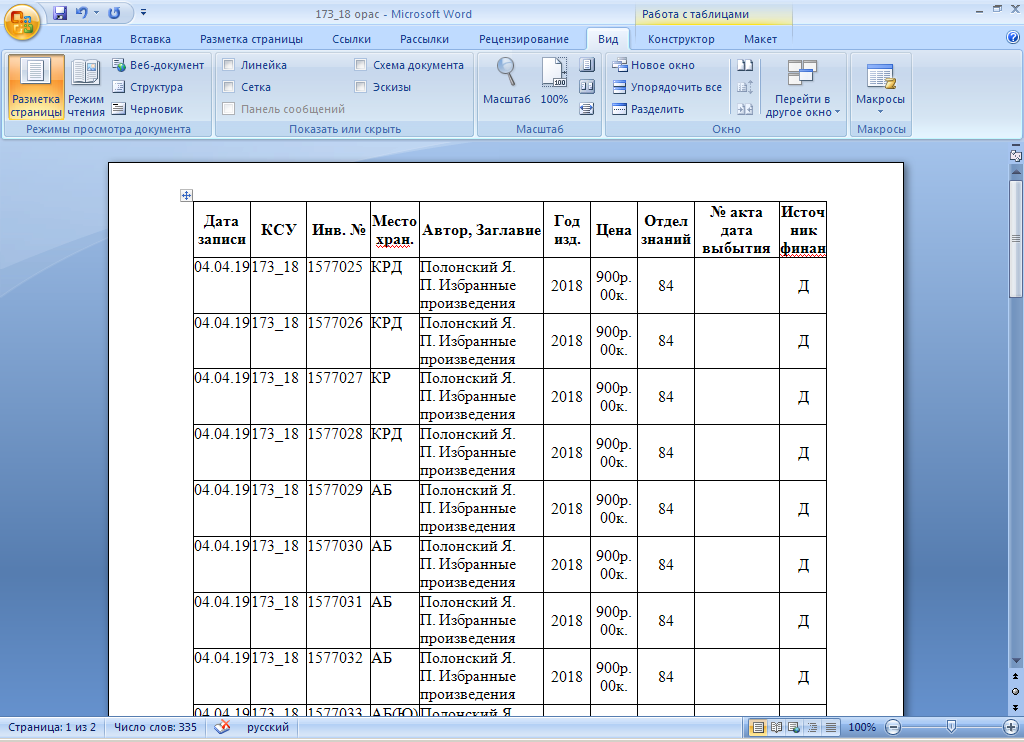 173_18 орас - Microsoft Word
Работа с таблицами
Главная Вставка Разметка страницы Ссылки Рассылки Рецензирование Вид Конструктор Макет
Разметка страницы
Режим чтения
Веб-документ
Структура
Черновик
Режимы просмотра документа
Линейка
Сетка
Панель сообщений
Схема документа
Эскизы
Показать или скрыть
Масштаб
100%
Масштаб
Новое окно
Упорядочить все
Разделить
Перейти в другое окно
Окно
Макросы
Макросы
Дата записи КСУ Инв. № Место хран. Автор, Заглавие Год изд. Цена Отдел знаний № акта дата выбытия Источ ник финан
04.04.19 173_18 1577025 КРД Полонский Я. П. Избранные произведения 2018 900р. 00к. 84 Д
04.04.19 173_18 1577026 КРД Полонский Я. П. Избранные произведения 2018 900р. 00к. 84 Д
04.04.19 173_18 1577027 КР Полонский Я. П. Избранные произведения 2018 900р. 00к. 84 Д
04.04.19 173_18 1577028 КРД Полонский Я. П. Избранные произведения 2018 900р. 00к. 84 Д
04.04.19 173_18 1577029 АБ Полонский Я. П. Избранные произведения 2018 900р. 00к. 84 Д
04.04.19 173_18 1577030 АБ Полонский Я. П. Избранные произведения 2018 900р. 00к. 84 Д
04.04.19 173_18 1577031 АБ Полонский Я. П. Избранные произведения 2018 900р. 00к. 84 Д
04.04.19 173_18 1577032 АБ Полонский Я. П. Избранные произведения 2018 900р. 00к. 84 Д
04.04.19 173_18 1577033 АБ(Ю) Полонский Я.
Страница: 1 из 2 Число слов: 335 русский 100%